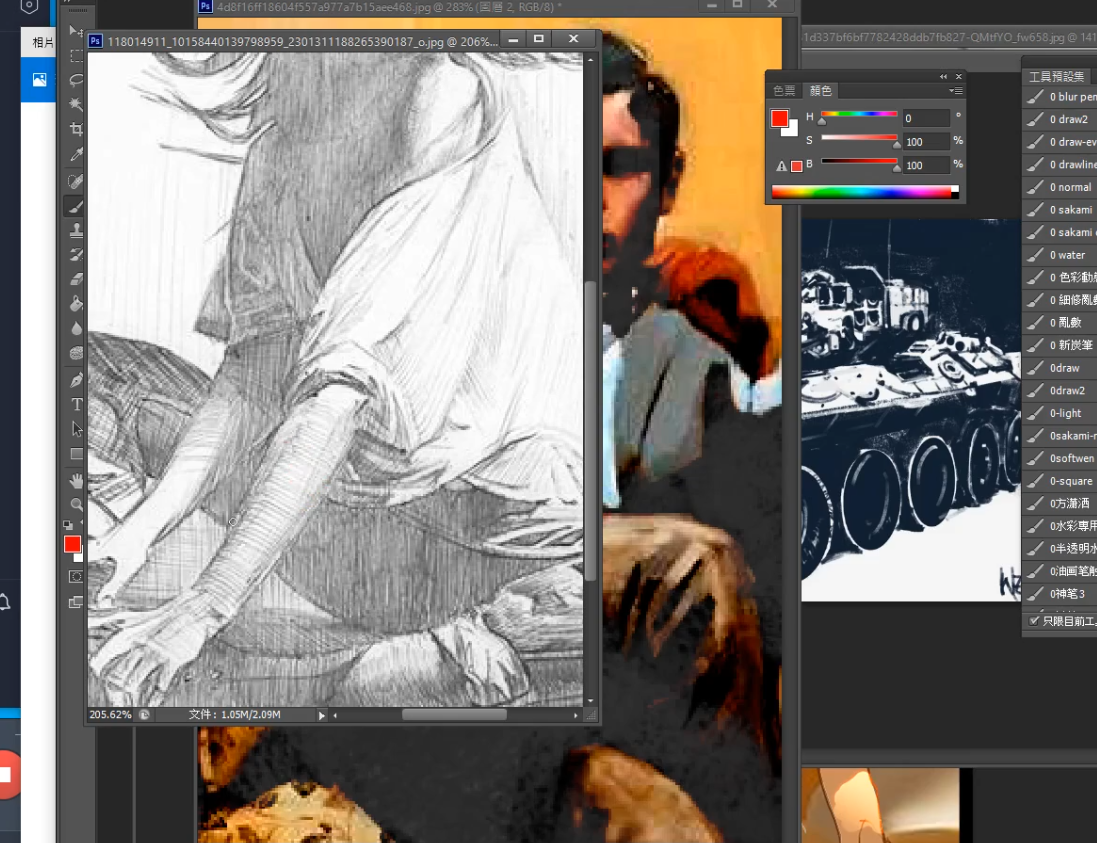 4d8f16ff18604f557a977a7b15aee468.jpg @ 283% (圖層 2, RGB/8) *
相片
118014911_10158440139798959_2301311188265390187_o.jpg @ 206%...
1d337bf6bf7782428ddb7fb827-QMtfYO_fw658.jpg @ 141
工具預設集
色票 顏色
H 0 °
S 100 %
B 100 %
0 blur pen
0 draw2
0 draw-ev
0 drawline
0 normal
0 sakami
0 sakami
0 water
0 色彩動
0 細修亂
0 亂數
0 新炭筆
0draw
0draw2
0-light
0sakami-
0softwen
0-square
0方瀟洒
0水彩專用
0半透明水
0油画笔触
0神笔3
只限目前工
205.62% 文件: 1.05M/2.09M